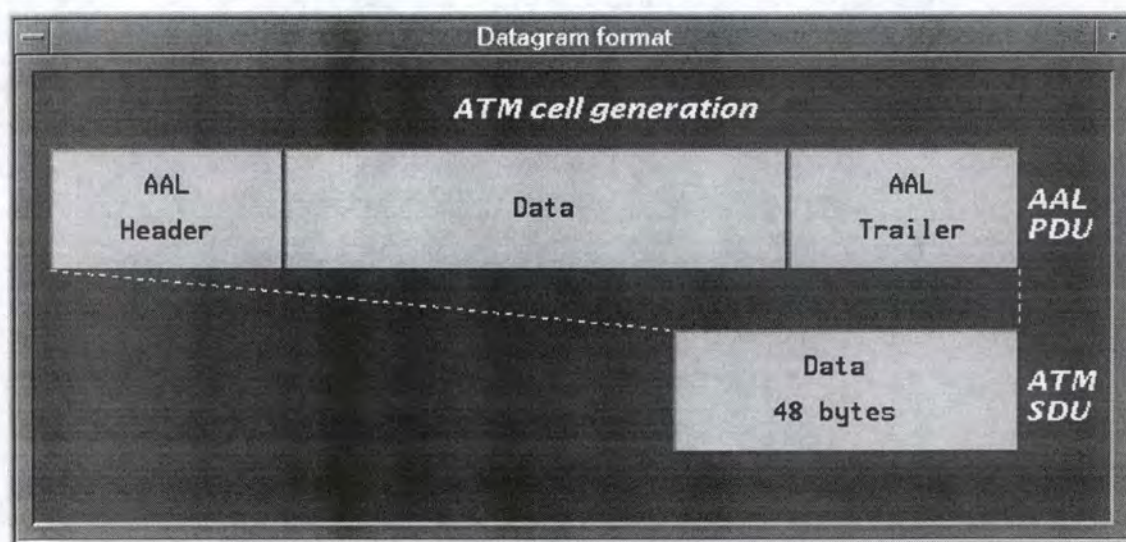 Datagram format
ATM cell generation
AAL
Header
Data
AAL
Trailer
AAL
PDU
Data
48 bytes
ATM
SDU